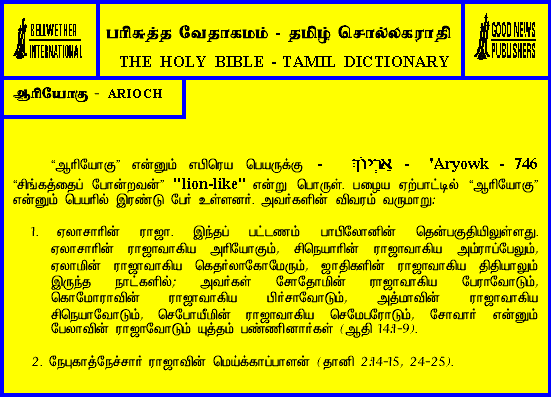 BELLWETHER
INTERNATIONAL
பரிசுத்த வேதாகமம் - தமிழ் சொல்லகராதி
THE HOLY BIBLE - TAMIL DICTIONARY
GOOD NEWS
PUBLISHERS
ஆரியோகு - ARIOCH
“ஆரியோகு” என்னும் எபிரெய பெயருக்கு - אֲרְיוֹךְ - 'Aryowk - 746
“சிங்கத்தைப் போன்றவன்” "lion-like" என்று பொருள். பழைய ஏற்பாட்டில் “ஆரியோகு”
என்னும் பெயரில் இரண்டு பேர் உள்ளனர். அவர்களின் விவரம் வருமாறு;
1. ஏலாசாரின் ராஜா. இந்தப் பட்டணம் பாபிலோனின் தென்பகுதியிலுள்ளது.
ஏலாசாரின் ராஜாவாகிய அரியோகும், சிநெயாரின் ராஜாவாகிய அம்ராப்பேலும்,
ஏலாமின் ராஜாவாகிய கெதர்லாகோமேரும், ஜாதிகளின் ராஜாவாகிய திதியாலும்
இருந்த நாட்களில்; அவர்கள் சோதோமின் ராஜாவாகிய பேராவோடும்,
கொமோராவின் ராஜாவாகிய பிர்சாவோடும், அத்மாவின் ராஜாவாகிய
சிநெயாவோடும், செபோயீமின் ராஜாவாகிய செமேபரோடும், சோவார் என்னும்
பேலாவின் ராஜாவோடும் யுத்தம் பண்ணினார்கள் (ஆதி 14:1-9).
2. நேபுகாத்நேச்சார் ராஜாவின் மெய்க்காப்பாளன் (தானி 2:14-15, 24-25).